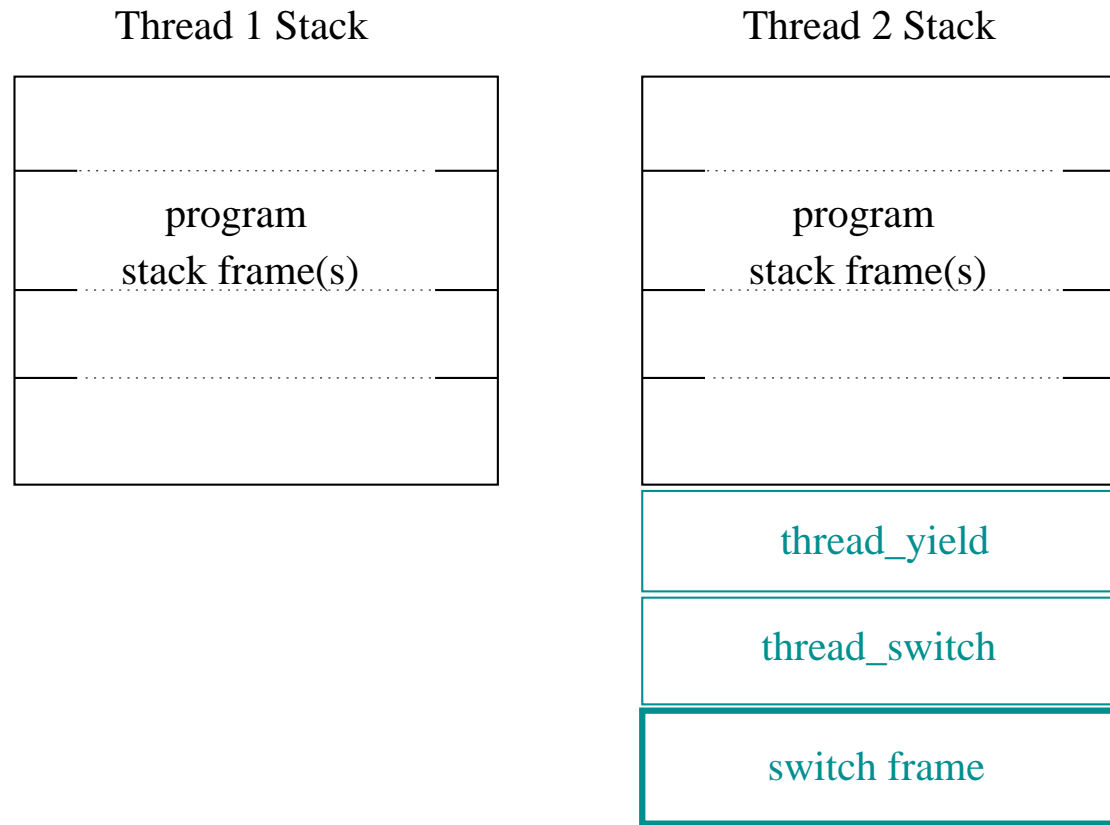 Thread 1 Stack
Thread 2 Stack
program
stack frame(s)
program
stack frame(s)
thread_yield
thread_switch
switch frame